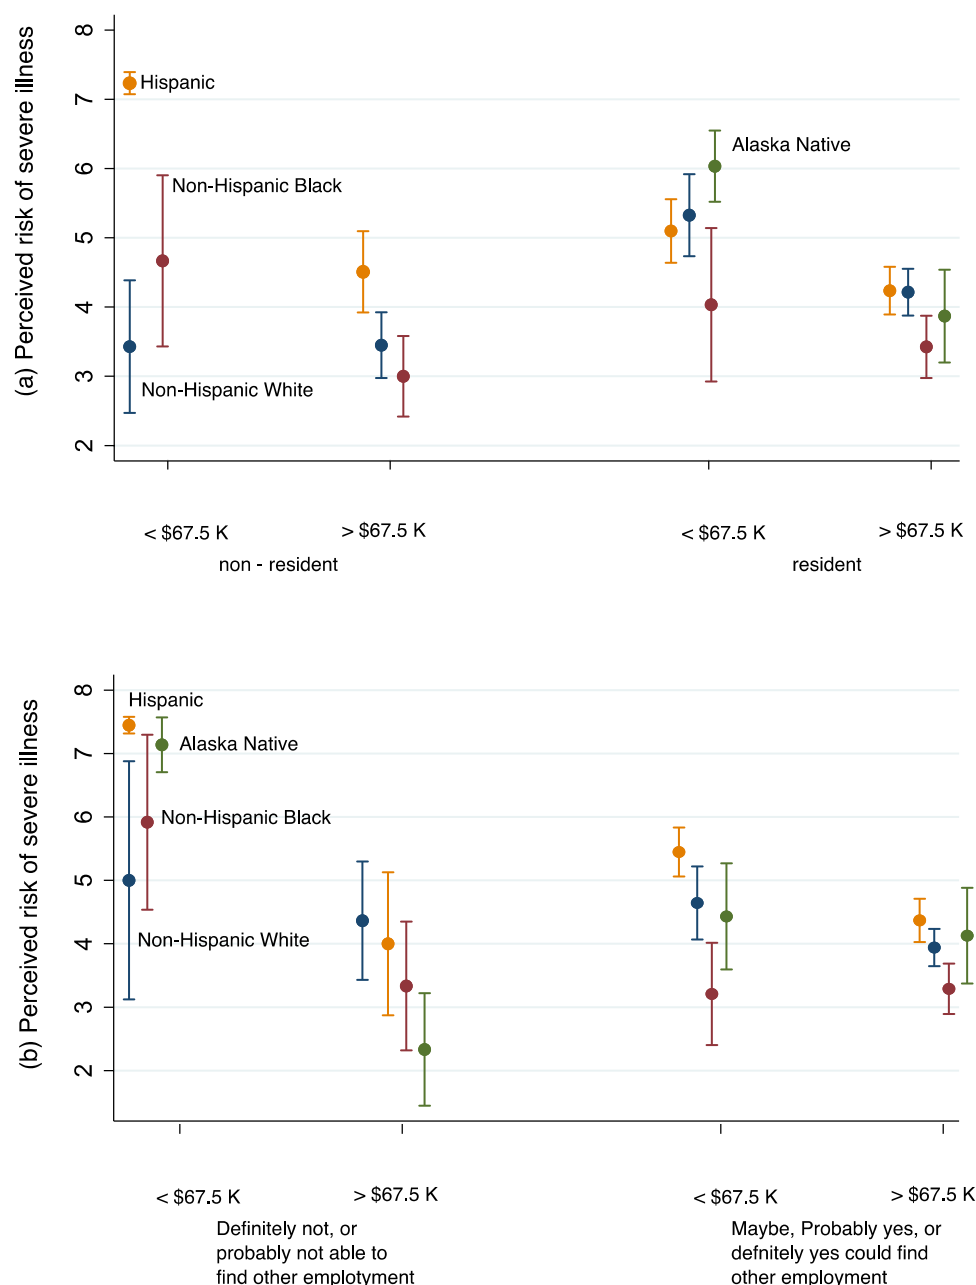 (a) Perceived risk of severe illness
8
7
6
5
4
3
2
Hispanic
Non-Hispanic Black
Non-Hispanic White
Alaska Native
< $67.5 K
> $67.5 K
< $67.5 K
> $67.5 K
non - resident
resident
(b) Perceived risk of severe illness
8
7
6
5
4
3
2
Hispanic
Alaska Native
Non-Hispanic Black
Non-Hispanic White
< $67.5 K
> $67.5 K
< $67.5 K
> $67.5 K
Definitely not, or
probably not able to
find other emplotyment
Maybe, Probably yes, or
defnitely yes could find
other employment